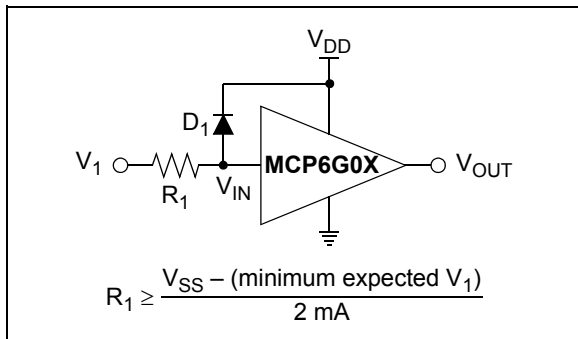 V_DD
D_1
V_1
R_1
V_IN
MCP6G0X
V_OUT
R_1 ≥ V_SS – (minimum expected V_1)
2 mA